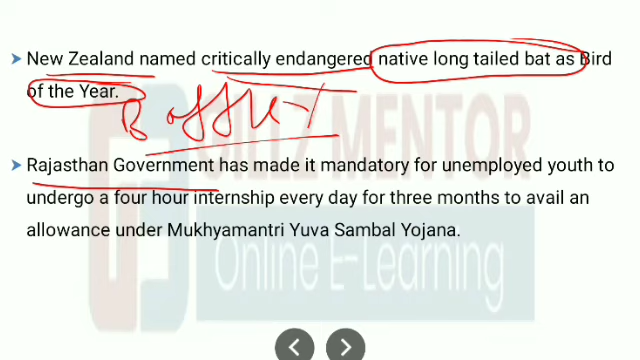 ➤ New Zealand named critically endangered native long tailed bat as Bird
of the Year.
➤ Rajasthan Government has made it mandatory for unemployed youth to
undergo a four hour internship every day for three months to avail an
allowance under Mukhyamantri Yuva Sambal Yojana.
MENTOR
Online E-Learning